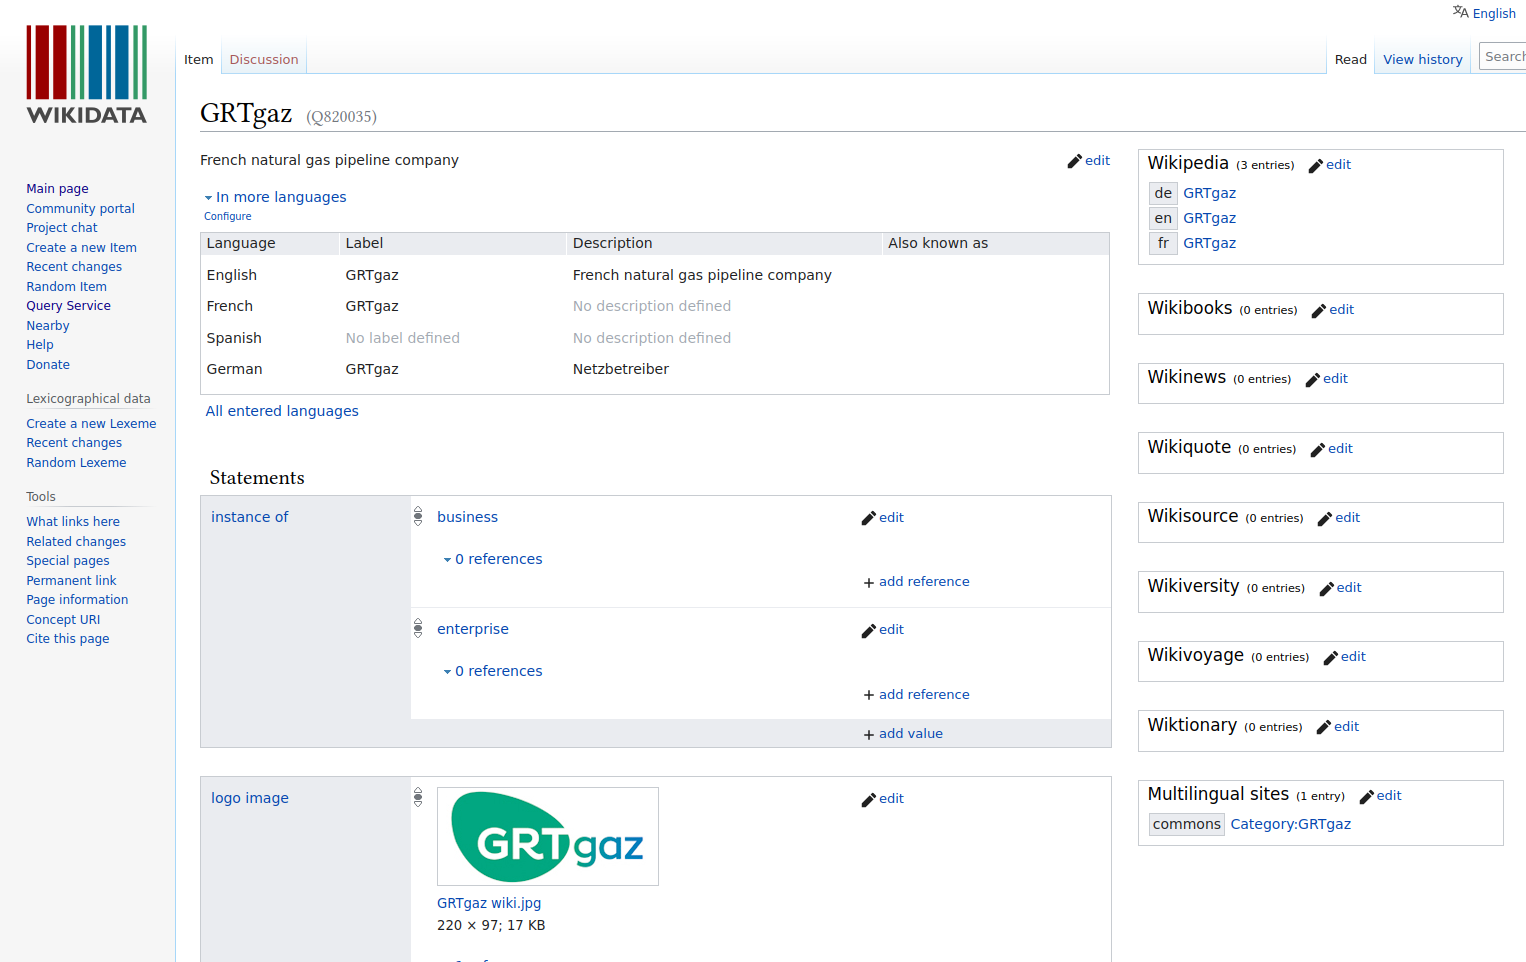 English
WIKIDATA
Item
Discussion
Read
View history
Search
GRTgaz (Q820035)
French natural gas pipeline company
edit
In more languages
Configure
Language Label Description Also known as
English GRTgaz French natural gas pipeline company
French GRTgaz No description defined
Spanish No label defined No description defined
German GRTgaz Netzbetreiber
All entered languages
Statements
instance of
business
edit
0 references
add reference
enterprise
edit
0 references
add reference
add value
logo image
edit
GRTgaz
GRTgaz wiki.jpg
220 × 97; 17 KB
Main page
Community portal
Project chat
Create a new Item
Recent changes
Random Item
Query Service
Nearby
Help
Donate
Lexicographical data
Create a new Lexeme
Recent changes
Random Lexeme
Tools
What links here
Related changes
Special pages
Permanent link
Page information
Concept URI
Cite this page
Wikipedia (3 entries) edit
de GRTgaz
en GRTgaz
fr GRTgaz
Wikibooks (0 entries) edit
Wikinews (0 entries) edit
Wikiquote (0 entries) edit
Wikisource (0 entries) edit
Wikiversity (0 entries) edit
Wikivoyage (0 entries) edit
Wiktionary (0 entries) edit
Multilingual sites (1 entry) edit
commons Category:GRTgaz